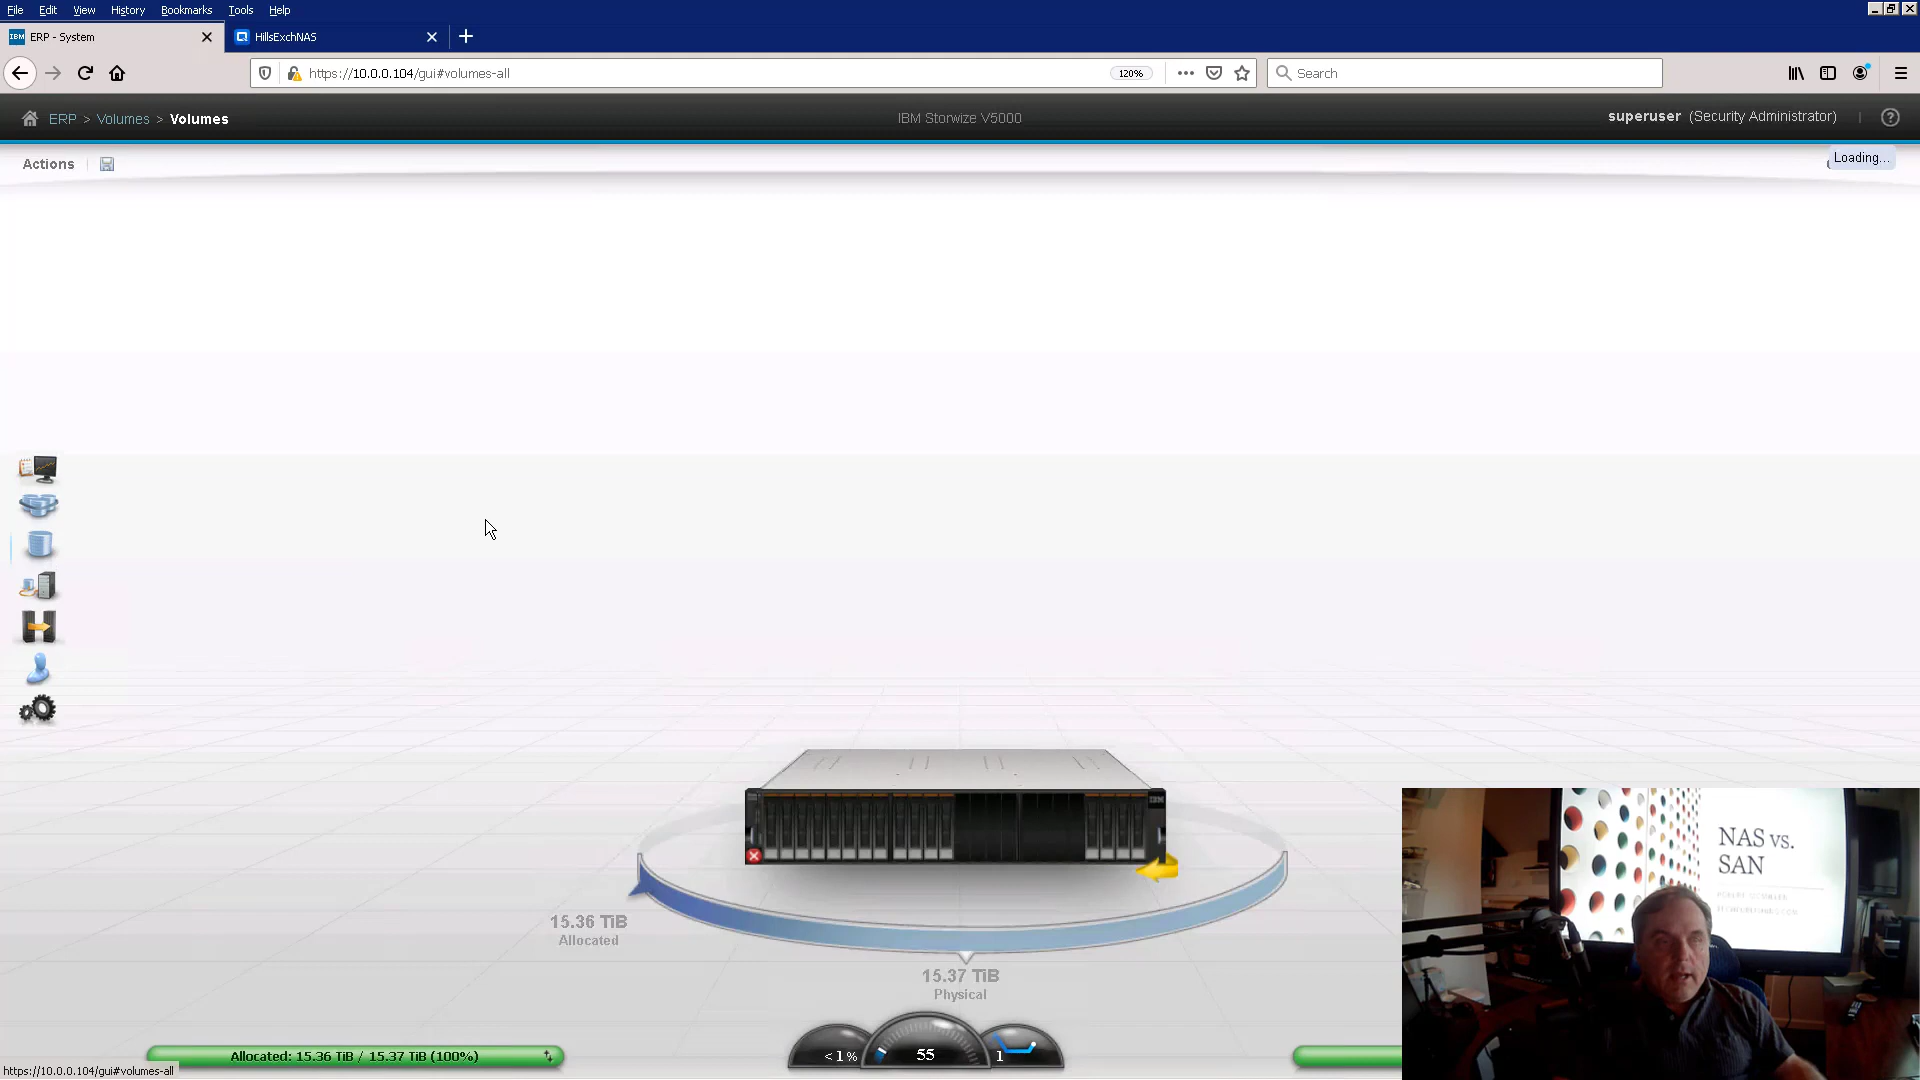 File Edit View History Bookmarks Tools Help
IBM ERP - System
HillsExchNAS
https://10.0.0.104/gui#volumes-all
120%
Search
ERP > Volumes > Volumes
IBM Storwize V5000
superuser (Security Administrator)
Actions
Loading...
IBM
NAS vs.
SAN
15.36 TiB
Allocated
15.37 TiB
Physical
Allocated: 15.36 TiB / 15.37 TiB (100%)
< 1%
55
1
https://10.0.0.104/gui#volumes-all